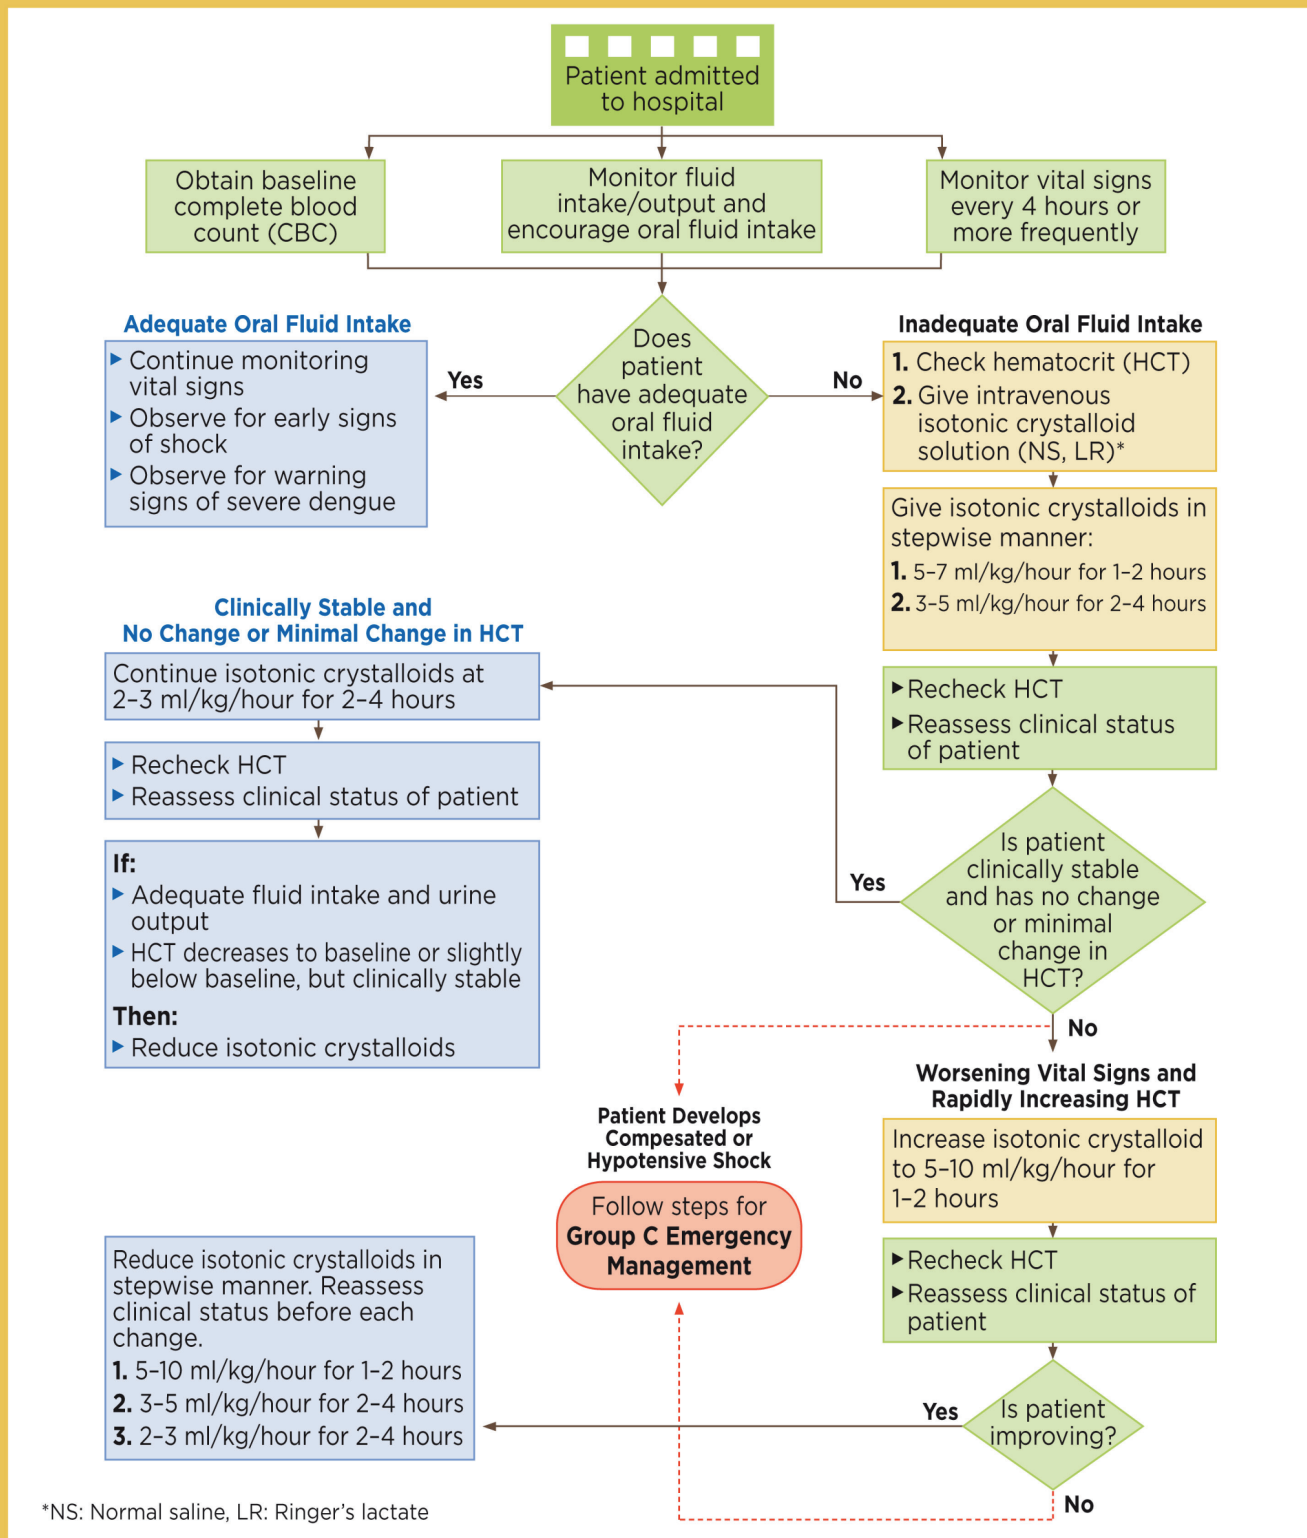 Patient admitted
to hospital
Obtain baseline
complete blood
count (CBC)
Monitor fluid
intake/output and
encourage oral fluid intake
Monitor vital signs
every 4 hours or
more frequently
Does
patient
have adequate
oral fluid
intake?
Yes
No
Adequate Oral Fluid Intake
Continue monitoring
vital signs
Observe for early signs
of shock
Observe for warning
signs of severe dengue
Inadequate Oral Fluid Intake
1. Check hematocrit (HCT)
2. Give intravenous
isotonic crystalloid
solution (NS, LR)*
Give isotonic crystalloids in
stepwise manner:
1. 5–7 ml/kg/hour for 1–2 hours
2. 3–5 ml/kg/hour for 2–4 hours
Recheck HCT
Reassess clinical status
of patient
Is patient
clinically stable
and has no change
or minimal
change in
HCT?
Yes
No
Clinically Stable and
No Change or Minimal Change in HCT
Continue isotonic crystalloids at
2–3 ml/kg/hour for 2–4 hours
Recheck HCT
Reassess clinical status of patient
If:
Adequate fluid intake and urine
output
HCT decreases to baseline or slightly
below baseline, but clinically stable
Then:
Reduce isotonic crystalloids
Patient Develops
Compesated or
Hypotensive Shock
Follow steps for
Group C Emergency
Management
Worsening Vital Signs and
Rapidly Increasing HCT
Increase isotonic crystalloid
to 5–10 ml/kg/hour for
1–2 hours
Recheck HCT
Reassess clinical status of
patient
Is patient
improving?
Yes
No
Reduce isotonic crystalloids in
stepwise manner. Reassess
clinical status before each
change.
1. 5–10 ml/kg/hour for 1–2 hours
2. 3–5 ml/kg/hour for 2–4 hours
3. 2–3 ml/kg/hour for 2–4 hours
*NS: Normal saline, LR: Ringer’s lactate